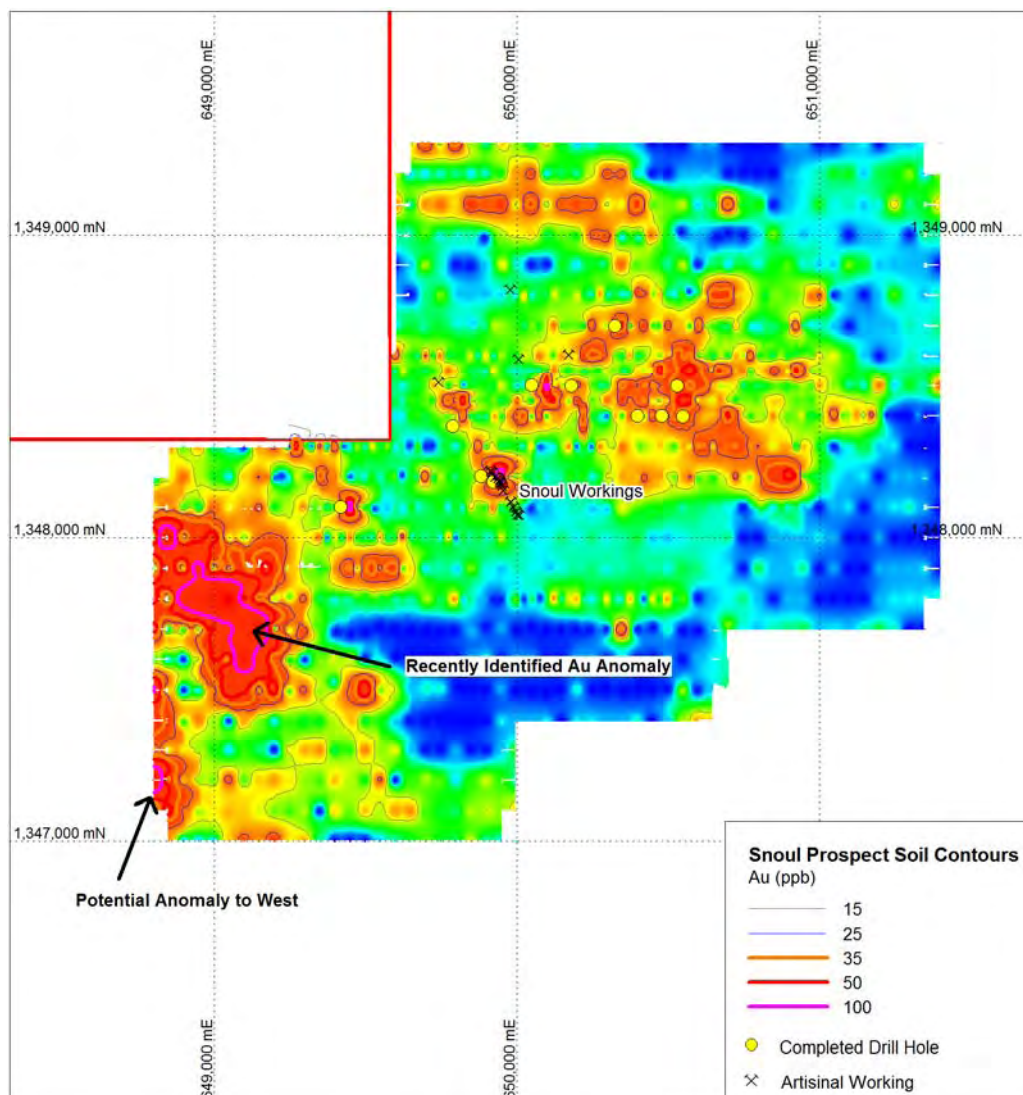 649,000 mE
650,000 mE
651,000 mE
1,349,000 mN
1,349,000 mN
Snoul Workings
1,348,000 mN
1,348,000 mN
Recently Identified Au Anomaly
1,347,000 mN
Potential Anomaly to West
649,000 mE
650,000 mE
Snoul Prospect Soil Contours
Au (ppb)
15
25
35
50
100
Completed Drill Hole
Artisinal Working